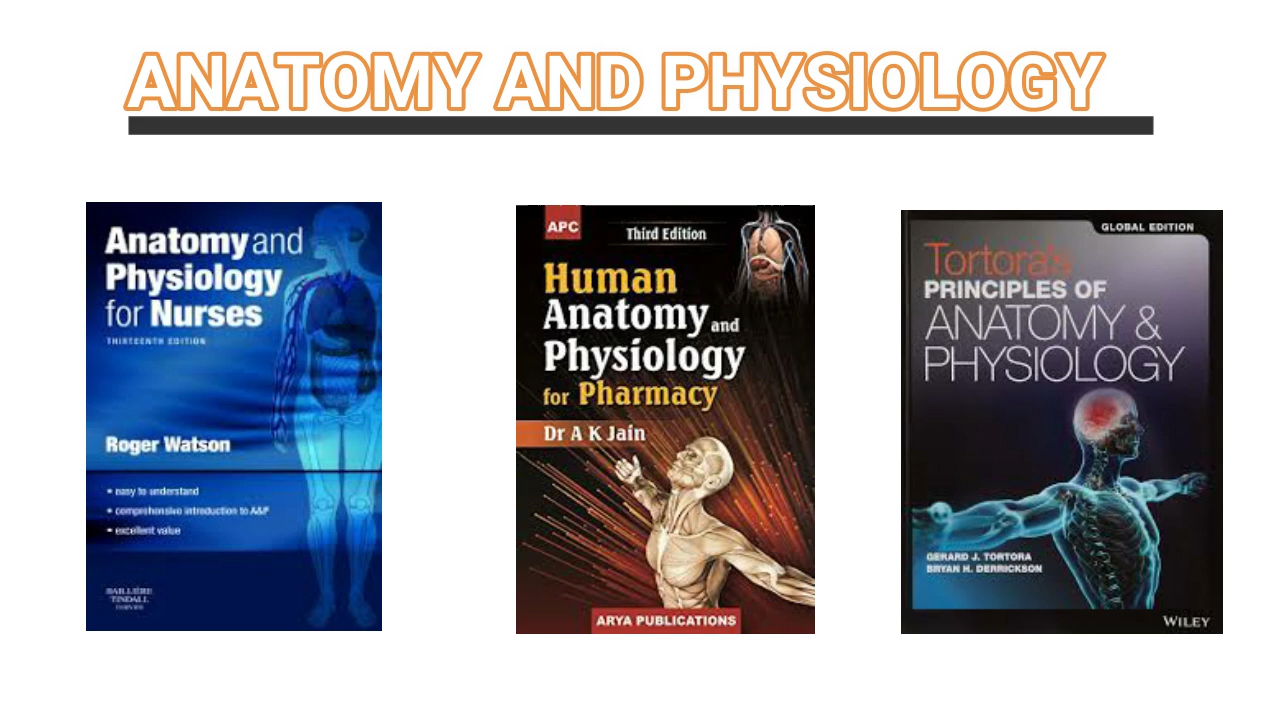 ANATOMY AND PHYSIOLOGY
Anatomy and
Physiology
for Nurses
THIRTEENTH EDITION
Roger Watson
• easy to understand
• comprehensive introduction to A&P
• excellent value
BAILLIÈRE
TINDALL
ELSEVIER
APC
Third Edition
Human
Anatomy and
Physiology
for Pharmacy
Dr A K Jain
ARYA PUBLICATIONS
GLOBAL EDITION
Tortora's
PRINCIPLES OF
ANATOMY &
PHYSIOLOGY
GERARD J. TORTORA
BRYAN H. DERRICKSON
WILEY